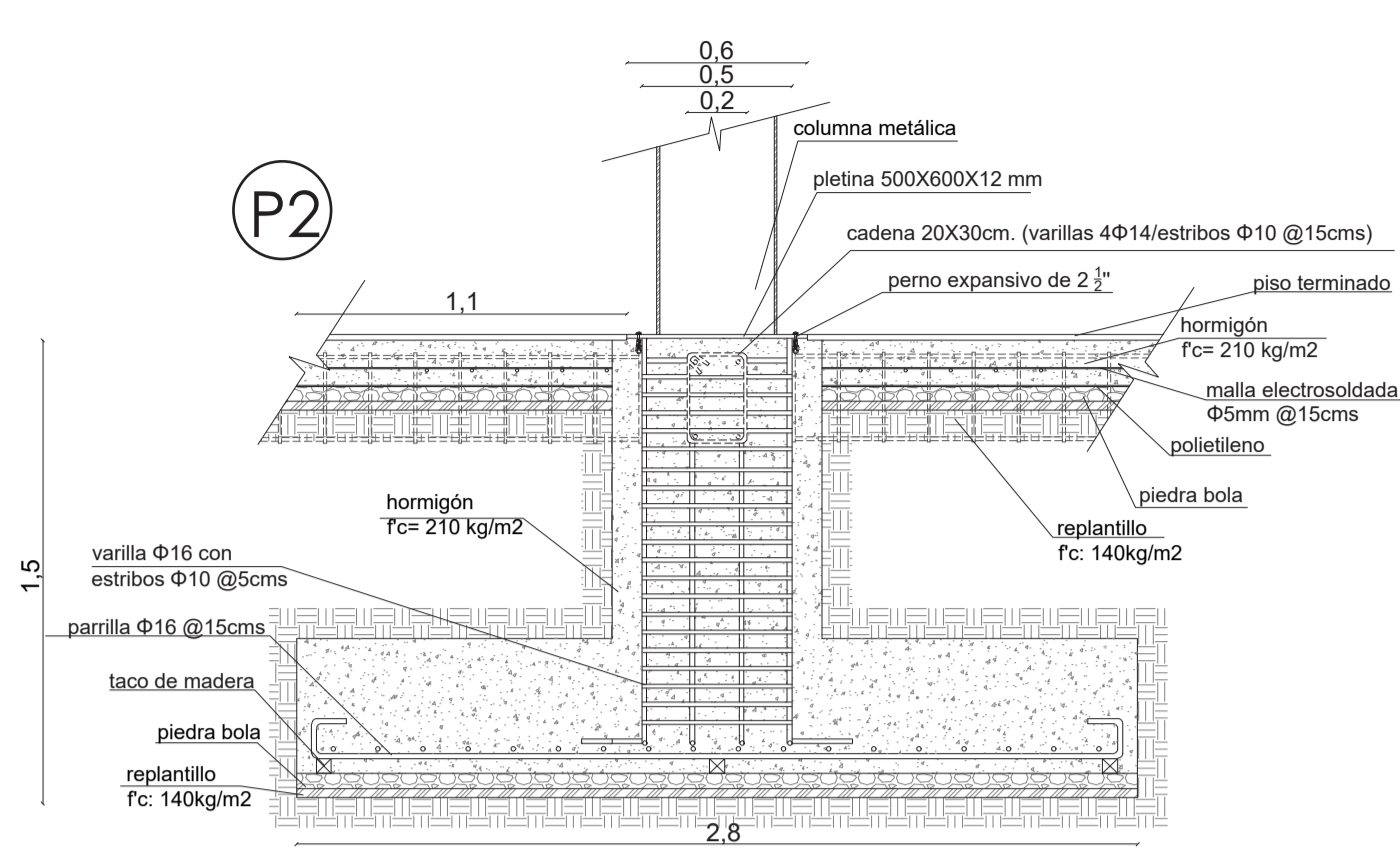 0,6
0,5
0,2
columna metálica
pletina 500X600X12 mm
P2
cadena 20X30cm. (varillas 4Φ14/estribos Φ10 @15cms)
perno expansivo de 2 1/2"
piso terminado
1,1
hormigón
f'c= 210 kg/m2
malla electrosoldada
Φ5mm @15cms
polietileno
piedra bola
replantillo
f'c: 140kg/m2
hormigón
f'c= 210 kg/m2
varilla Φ16 con
estribos Φ10 @5cms
1,5
parrilla Φ16 @15cms
taco de madera
piedra bola
replantillo
f'c: 140kg/m2
2,8